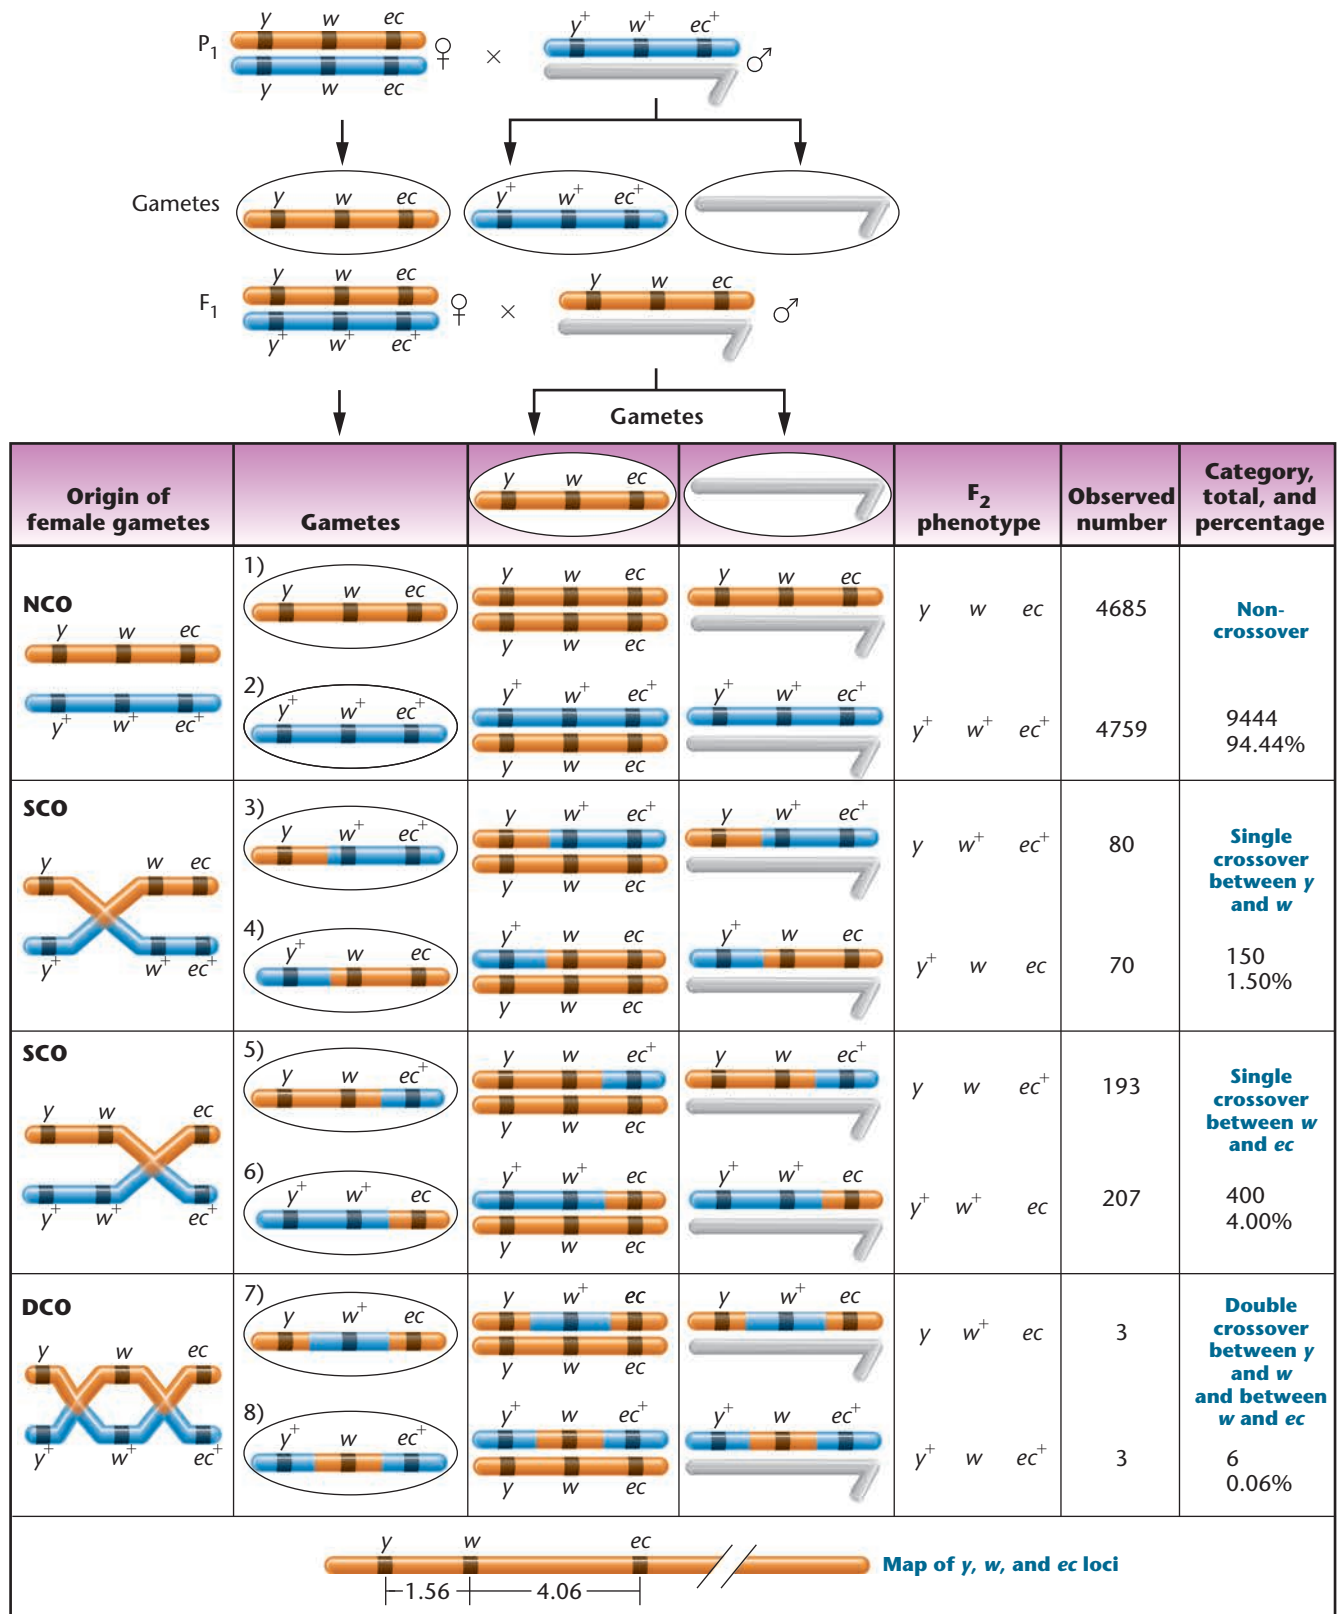 y w ec
P1 ♀ × ♂
y w ec
y+ w+ ec+
Gametes
y w ec
y+ w+ ec+
F1 ♀ × ♂
y w ec
y+ w+ ec+
y w ec
Gametes
Origin of
female gametes
Gametes
y w ec
F2
phenotype
Observed
number
Category,
total, and
percentage
NCO
y w ec
y+ w+ ec+
1)
y w ec
y w ec
y w ec
y w ec
y w ec
4685
Non-
crossover
2)
y+ w+ ec+
y+ w+ ec+
y w ec
y+ w+ ec+
y+ w+ ec+
4759
9444
94.44%
SCO
y w ec
y+ w+ ec+
3)
y w+ ec+
y w+ ec+
y w ec
y w+ ec+
y w+ ec+
80
Single
crossover
between y
and w
4)
y+ w ec
y+ w ec
y w ec
y+ w ec
y+ w ec
70
150
1.50%
SCO
y w ec
y+ w+ ec+
5)
y w ec+
y w ec+
y w ec
y w ec+
y w ec+
193
Single
crossover
between w
and ec
6)
y+ w+ ec
y+ w+ ec
y w ec
y+ w+ ec
y+ w+ ec
207
400
4.00%
DCO
y w ec
y+ w+ ec+
7)
y w+ ec
y w+ ec
y w ec
y w+ ec
y w+ ec
3
Double
crossover
between y
and w
and between
w and ec
8)
y+ w ec+
y+ w ec+
y w ec
y+ w ec+
y+ w ec+
3
6
0.06%
y w ec
Map of y, w, and ec loci
1.56 4.06